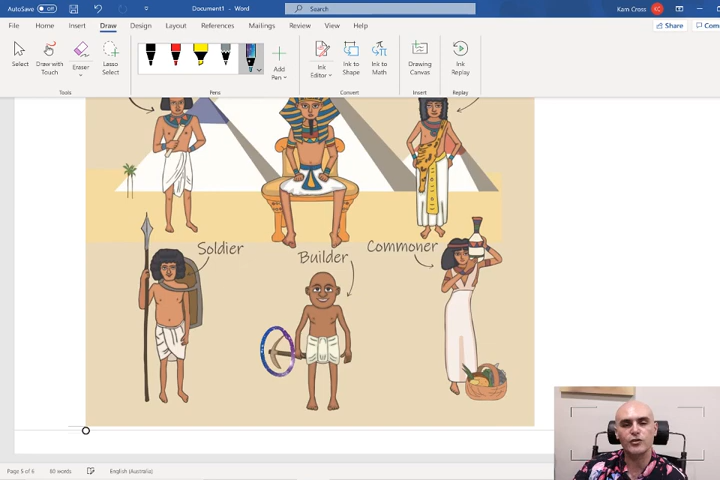 AutoSave Off Document1 - Word Search Kam Cross KC
File Home Insert Draw Design Layout References Mailings Review View Help Share Com
Select Draw with Touch Eraser Lasso Select Add Pen Ink Editor Ink to Shape Ink to Math Drawing Canvas Ink Replay
Tools Pens Convert Insert Replay
Soldier
Builder
Commoner
Page 5 of 6 80 words English (Australia)